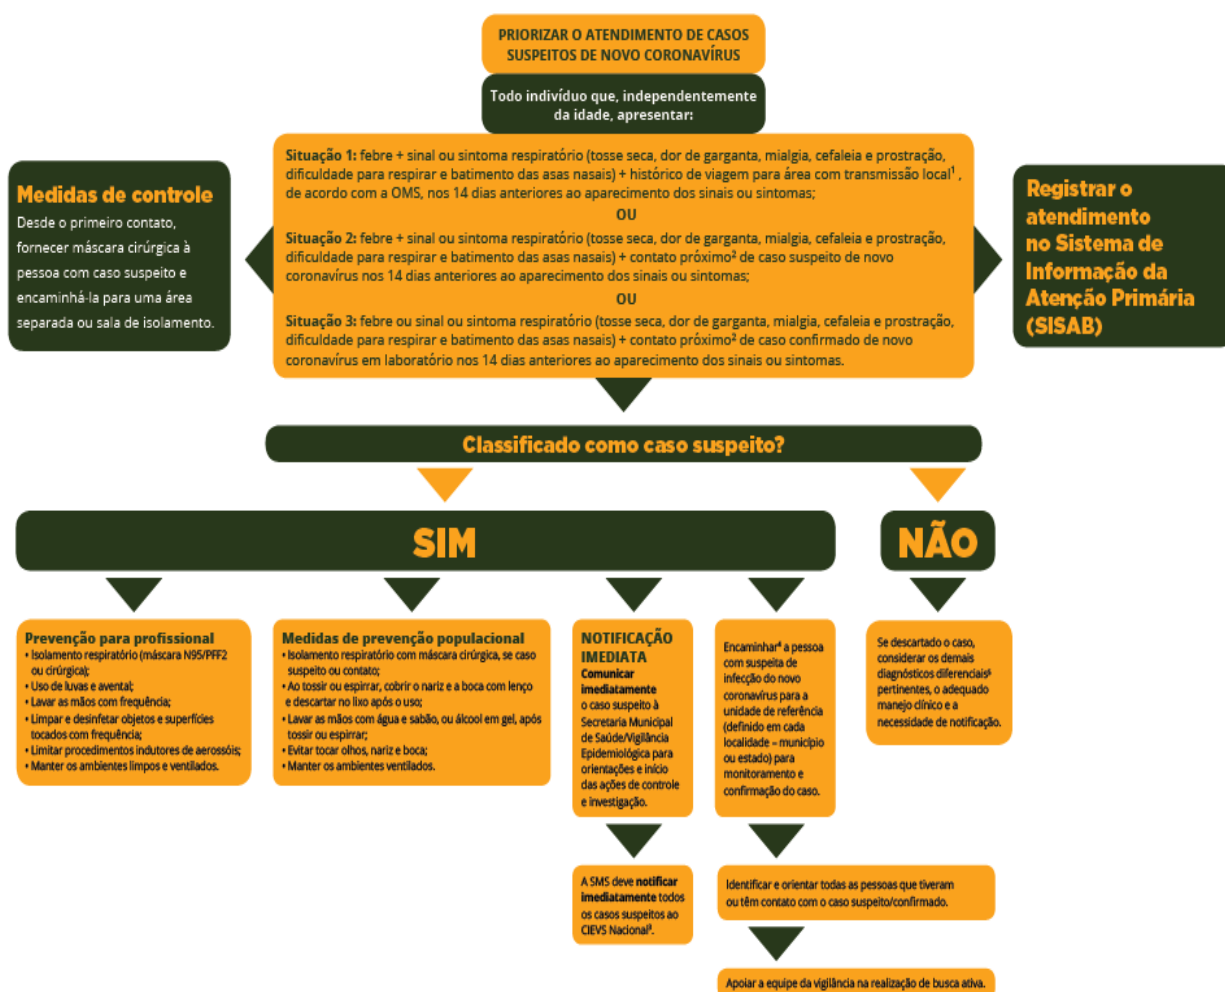 PRIORIZAR O ATENDIMENTO DE CASOS
SUSPEITOS DE NOVO CORONAVÍRUS
Todo indivíduo que, independentemente
da idade, apresentar:
Medidas de controle
Desde o primeiro contato,
fornecer máscara cirúrgica à
pessoa com caso suspeito e
encaminhá-la para uma área
separada ou sala de isolamento.
Situação 1: febre + sinal ou sintoma respiratório (tosse seca, dor de garganta, mialgia, cefaleia e prostração,
dificuldade para respirar e batimento das asas nasais) + histórico de viagem para área com transmissão local¹ ,
de acordo com a OMS, nos 14 dias anteriores ao aparecimento dos sinais ou sintomas;
OU
Situação 2: febre + sinal ou sintoma respiratório (tosse seca, dor de garganta, mialgia, cefaleia e prostração,
dificuldade para respirar e batimento das asas nasais) + contato próximo² de caso suspeito de novo
coronavírus nos 14 dias anteriores ao aparecimento dos sinais ou sintomas;
OU
Situação 3: febre ou sinal ou sintoma respiratório (tosse seca, dor de garganta, mialgia, cefaleia e prostração,
dificuldade para respirar e batimento das asas nasais) + contato próximo² de caso confirmado de novo
coronavírus em laboratório nos 14 dias anteriores ao aparecimento dos sinais ou sintomas.
Registrar o
atendimento
no Sistema de
Informação da
Atenção Primária
(SISAB)
Classificado como caso suspeito?
SIM
NÃO
Prevenção para profissional
• Isolamento respiratório (máscara N95/PFF2
ou cirúrgica);
• Uso de luvas e avental;
• Lavar as mãos com frequência;
• Limpar e desinfetar objetos e superfícies
tocados com frequência;
• Limitar procedimentos indutores de aerossóis;
• Manter os ambientes limpos e ventilados.
Medidas de prevenção populacional
• Isolamento respiratório com máscara cirúrgica, se caso
suspeito ou contato;
• Ao tossir ou espirrar, cobrir o nariz e a boca com lenço
e descartar no lixo após o uso;
• Lavar as mãos com água e sabão, ou álcool em gel, após
tossir ou espirrar;
• Evitar tocar olhos, nariz e boca;
• Manter os ambientes ventilados.
NOTIFICAÇÃO
IMEDIATA
Comunicar
imediatamente
o caso suspeito à
Secretaria Municipal
de Saúde/Vigilância
Epidemiológica para
orientações e início
das ações de controle
e investigação.
Encaminhar⁴ a pessoa
com suspeita de
infecção do novo
coronavírus para a
unidade de referência
(definido em cada
localidade – município
ou estado) para
monitoramento e
confirmação do caso.
Se descartado o caso,
considerar os demais
diagnósticos diferenciais⁵
pertinentes, o adequado
manejo clínico e a
necessidade de notificação.
A SMS deve notificar
imediatamente todos
os casos suspeitos ao
CIEVS Nacional³.
Identificar e orientar todas as pessoas que tiveram
ou têm contato com o caso suspeito/confirmado.
Apoiar a equipe da vigilância na realização de busca ativa.